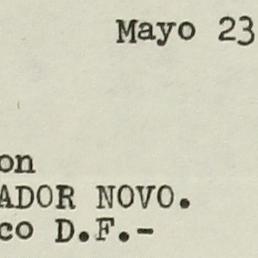 Mayo 23
on
ADOR NOVO.
co D.F.-